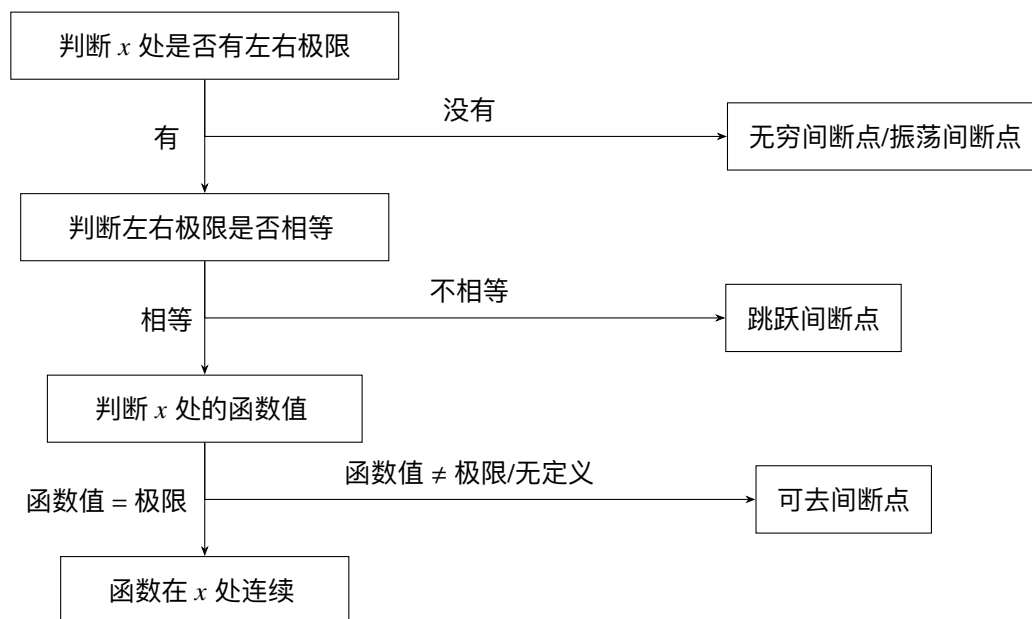 判断 x 处是否有左右极限
没有
有
无穷间断点/振荡间断点
判断左右极限是否相等
不相等
相等
跳跃间断点
判断 x 处的函数值
函数值 ≠ 极限/无定义
函数值 = 极限
可去间断点
函数在 x 处连续